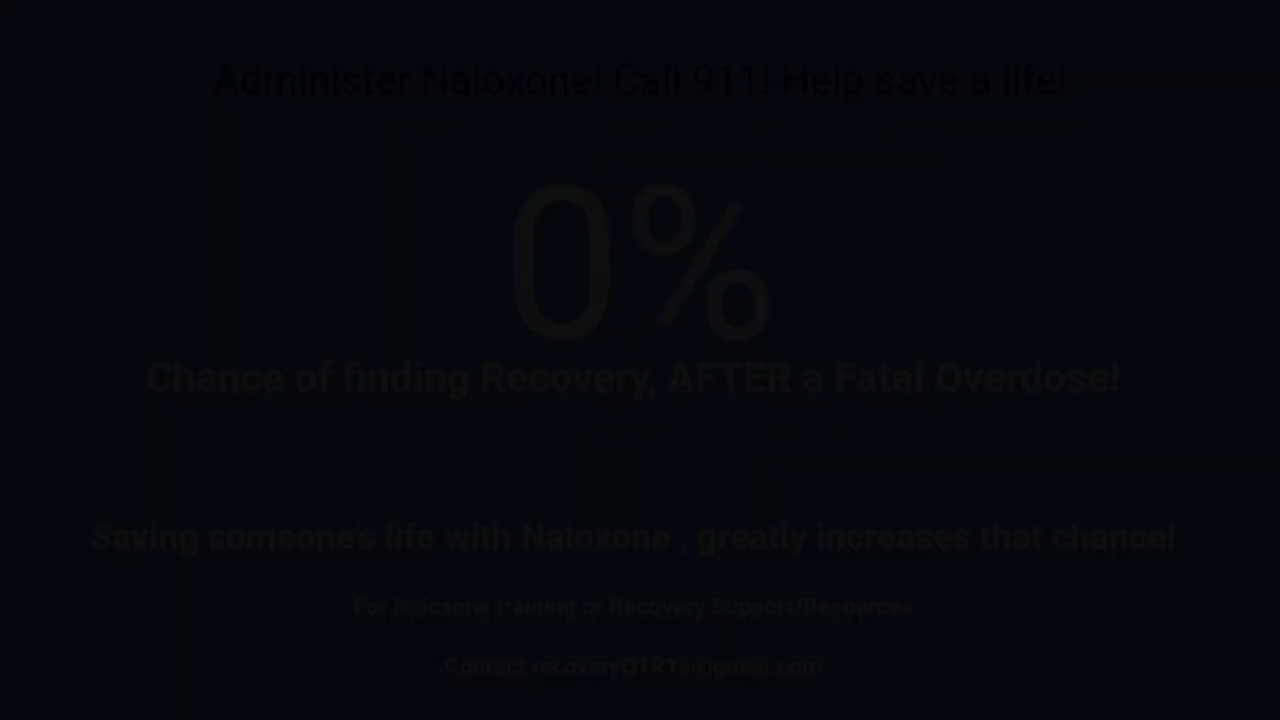 Administer Naloxone! Call 911! Help save a life!
0%
Chance of finding Recovery, AFTER a Fatal Overdose!
Saving someone's life with Naloxone , greatly increases that chance!
For Naloxone training or Recovery Support/Resources
Contact